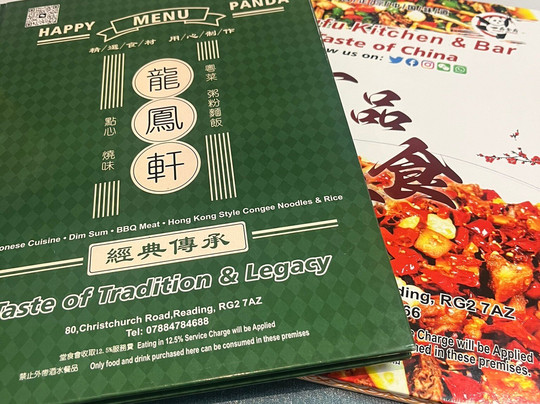 HAPPY MENU PANDA
精選食材 用心制作
龍鳳軒
粵菜 粥粉麵飯
點心 燒味
Cuisine • Dim Sum • BBQ Meat • Hong Kong Style Congee Noodles & Rice
經典傳承
Taste of Tradition & Legacy
80,Christchurch Road,Reading, RG2 7AZ
Tel: 07884784688
堂食會收取12.5%服務費 Eating in 12.5% Service Charge will be Applied
禁止外帶酒水餐品 Only food and drink purchased here can be consumed in these premises
Kitchen & Bar
Taste of China
us on:
品
食
RG2 7AZ
66
Charge will be Applied
in these premises.